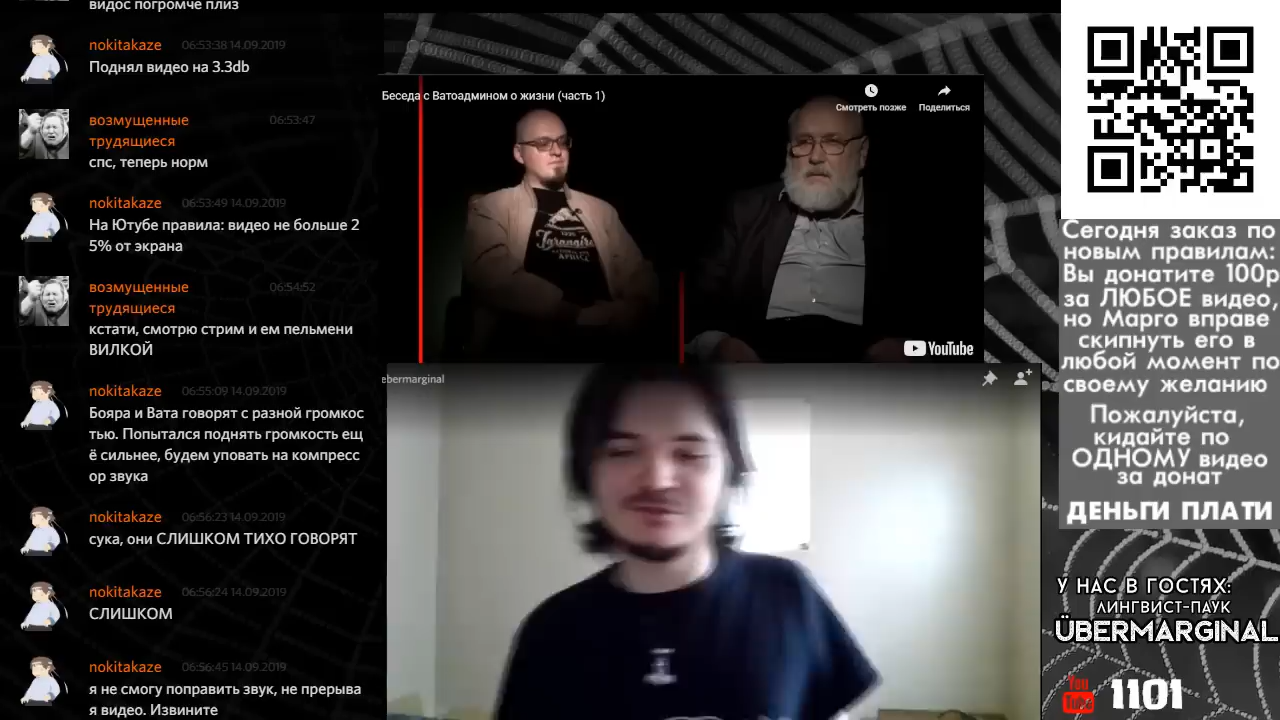 видос погромче плиз
nokitakaze 06:53:38 14.09.2019
Поднял видео на 3.3db
возмущенные 06:53:47
трудящиеся
спс, теперь норм
nokitakaze 06:53:49 14.09.2019
На Ютубе правила: видео не больше 2
5% от экрана
возмущенные 06:54:52
трудящиеся
кстати, смотрю стрим и ем пельмени
ВИЛКОЙ
nokitakaze 06:55:09 14.09.2019
Бояра и Вата говорят с разной громкос
тью. Попытался поднять громкость ещ
ё сильнее, будем уповать на компресс
ор звука
nokitakaze 06:56:23 14.09.2019
сука, они СЛИШКОМ ТИХО ГОВОРЯТ
nokitakaze 06:56:24 14.09.2019
СЛИШКОМ
nokitakaze 06:56:45 14.09.2019
я не смогу поправить звук, не прерыва
я видео. Извините
Беседа с Ватоадмином о жизни (часть 1)
Смотреть позже
Поделиться
YouTube
ebermarginal
Сегодня заказ по
новым правилам:
Вы донатите 100р
за ЛЮБОЕ видео,
но Марго вправе
скипнуть его в
любой момент по
своему желанию
Пожалуйста,
кидайте по
ОДНОМУ видео
за донат
ДЕНЬГИ ПЛАТИ
У НАС В ГОСТЯХ:
ЛИНГВИСТ-ПАУК
ÜBERMARGINAL
You
Tube
1101